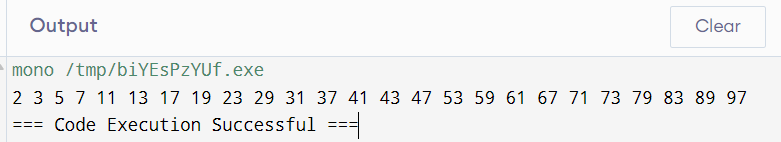 Output
Clear
mono /tmp/biYEsPzYUf.exe
2 3 5 7 11 13 17 19 23 29 31 37 41 43 47 53 59 61 67 71 73 79 83 89 97
=== Code Execution Successful ===